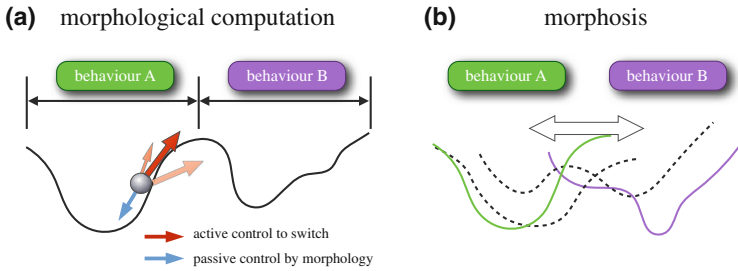 (a) morphological computation
behaviour A
behaviour B
active control to switch
passive control by morphology
(b) morphosis
behaviour A
behaviour B